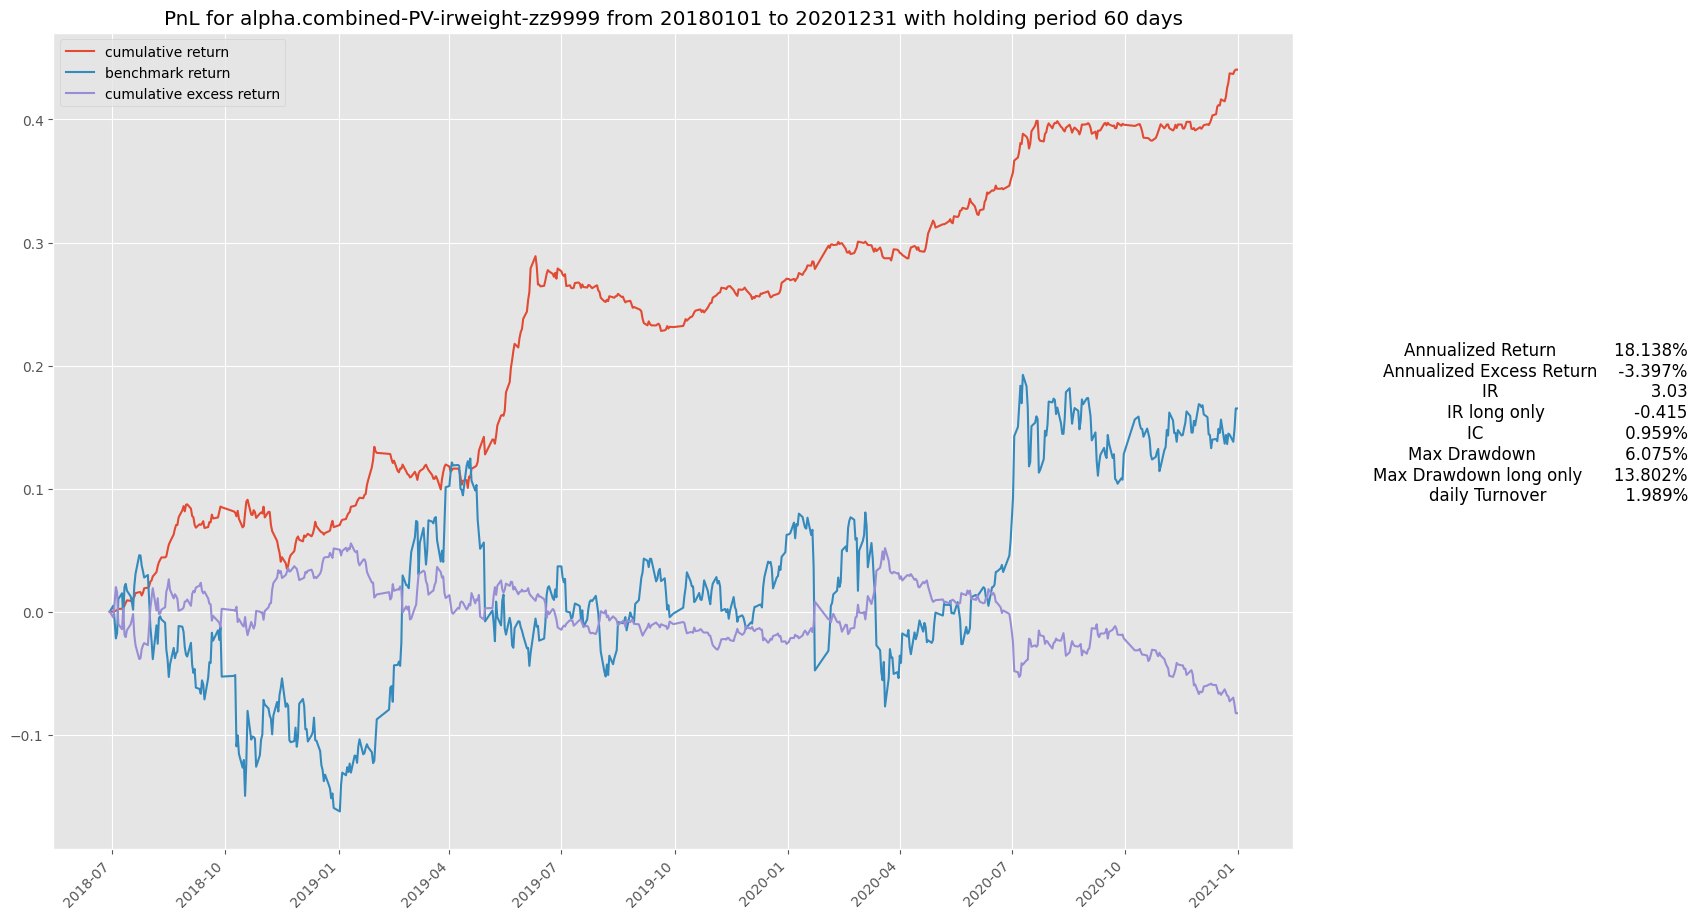 PnL for alpha.combined-PV-irweight-zz9999 from 20180101 to 20201231 with holding period 60 days
cumulative return
benchmark return
cumulative excess return
0.4
0.3
0.2
0.1
0.0
-0.1
2018-07
2018-10
2019-01
2019-04
2019-07
2019-10
2020-01
2020-04
2020-07
2020-10
2021-01
Annualized Return 18.138%
Annualized Excess Return -3.397%
IR 3.03
IR long only -0.415
IC 0.959%
Max Drawdown 6.075%
Max Drawdown long only 13.802%
daily Turnover 1.989%